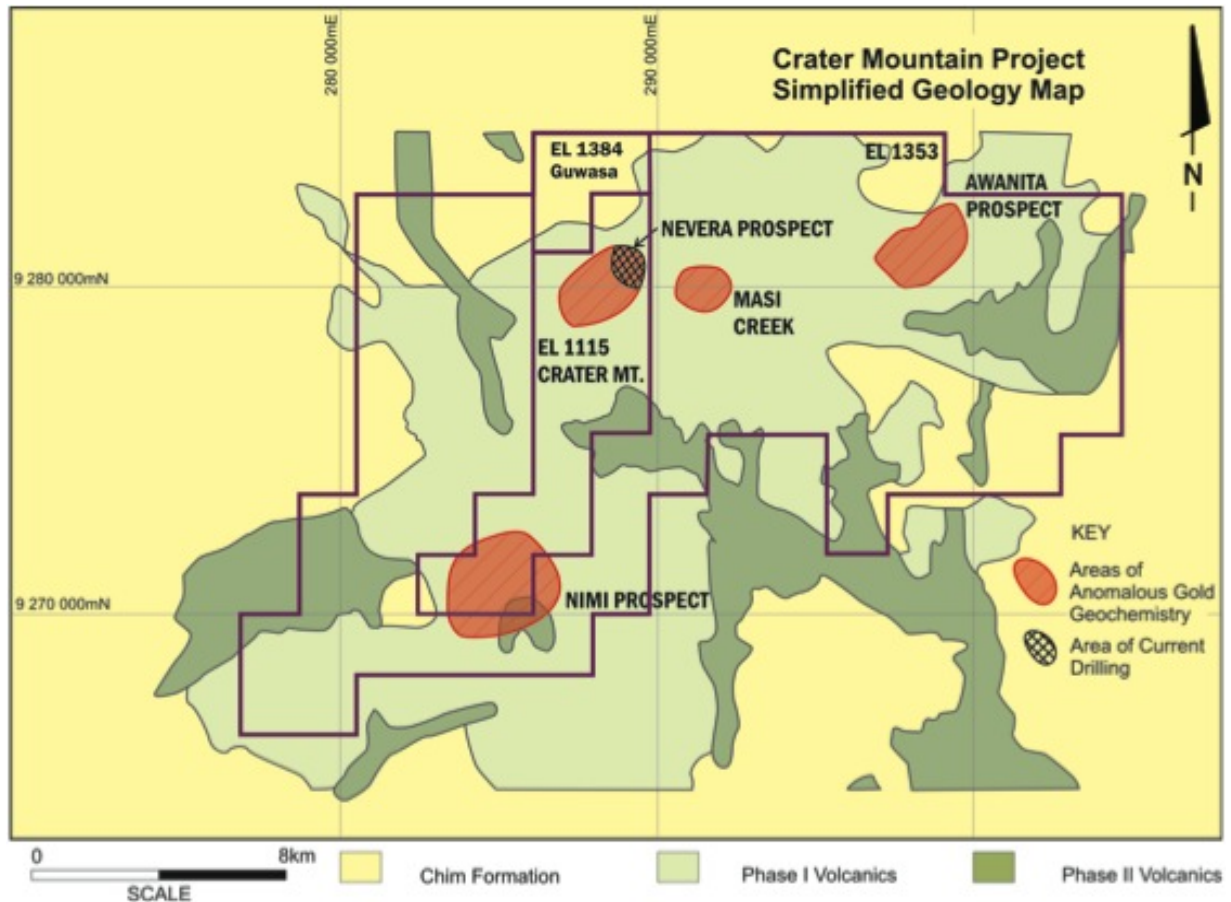 280 000mE
290 000mE
Crater Mountain Project
Simplified Geology Map
N
EL 1384
Guwasa
EL 1353
AWANITA
PROSPECT
NEVERA PROSPECT
9 280 000mN
MASI
CREEK
EL 1115
CRATER MT.
KEY
Areas of
Anomalous Gold
Geochemistry
9 270 000mN
NIMI PROSPECT
Area of Current
Drilling
0 8km
SCALE
Chim Formation
Phase I Volcanics
Phase II Volcanics